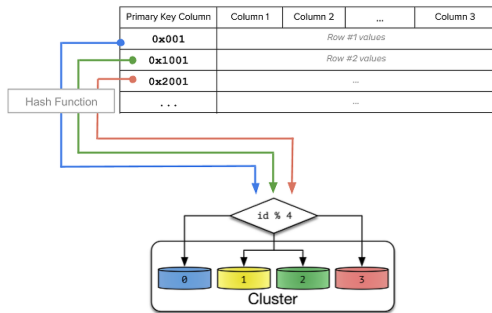 Primary Key Column Column 1 Column 2 ... Column 3
0x001 Row #1 values
0x1001 Row #2 values
0x2001 ...
... ...
Hash Function
id % 4
0 1 2 3
Cluster